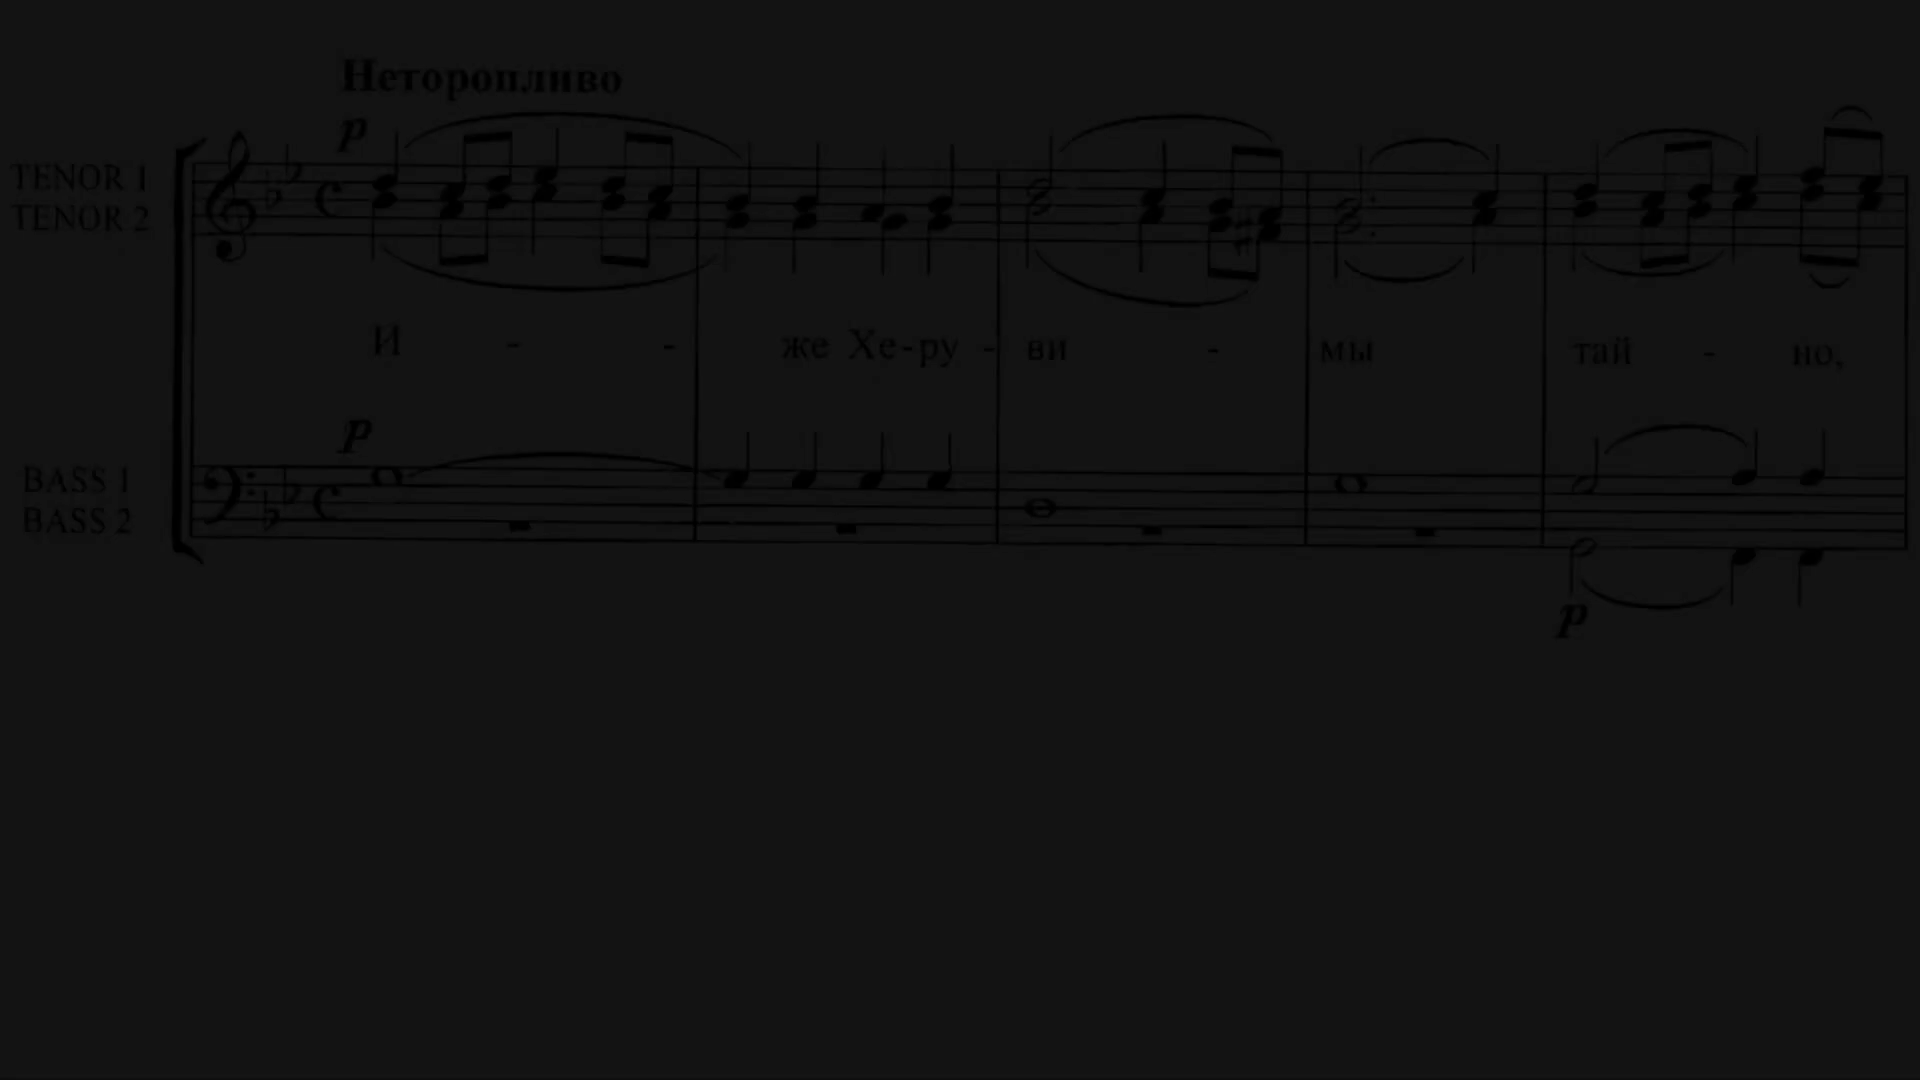 Неторопливо
p
TENOR 1
TENOR 2
И - - же Хе-ру - ви - мы тай - но,
p
BASS 1
BASS 2
p